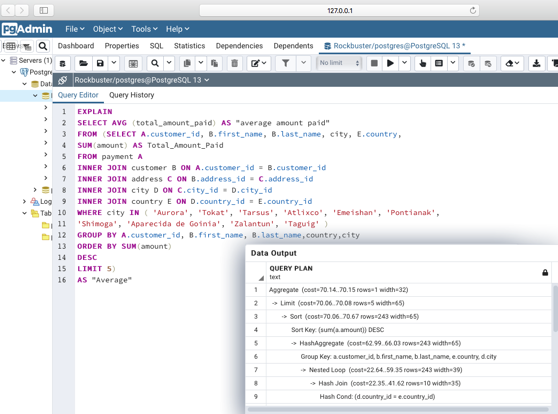 127.0.0.1
pgAdmin File Object Tools Help
Dashboard Properties SQL Statistics Dependencies Dependents Rockbuster/postgres@PostgreSQL 13 *
Servers (1)
No limit
Rockbuster/postgres@PostgreSQL 13
Query Editor Query History
1 EXPLAIN
2 SELECT AVG (total_amount_paid) AS "average amount paid"
3 FROM (SELECT A.customer_id, B.first_name, B.last_name, city, E.country,
4 SUM(amount) AS Total_Amount_Paid
5 FROM payment A
6 INNER JOIN customer B ON A.customer_id = B.customer_id
7 INNER JOIN address C ON B.address_id = C.address_id
8 INNER JOIN city D ON C.city_id = D.city_id
9 INNER JOIN country E ON D.country_id = E.country_id
10 WHERE city IN ( 'Aurora', 'Tokat', 'Tarsus', 'Atlixco', 'Emeishan', 'Pontianak',
11 'Shimoga', 'Aparecida de Goinia', 'Zalantun', 'Taguig' )
12 GROUP BY A.customer_id, B.first_name, B.last_name,country,city
13 ORDER BY SUM(amount)
14 DESC
15 LIMIT 5)
16 AS "Average"
Data Output
QUERY PLAN
text
1 Aggregate (cost=70.14..70.15 rows=1 width=32)
2 -> Limit (cost=70.06..70.08 rows=5 width=65)
3 -> Sort (cost=70.06..70.67 rows=243 width=65)
4 Sort Key: (sum(a.amount)) DESC
5 -> HashAggregate (cost=62.99..66.03 rows=243 width=65)
6 Group Key: a.customer_id, b.first_name, b.last_name, e.country, d.city
7 -> Nested Loop (cost=22.64..59.35 rows=243 width=39)
8 -> Hash Join (cost=22.35..41.62 rows=10 width=35)
9 Hash Cond: (d.country_id = e.country_id)